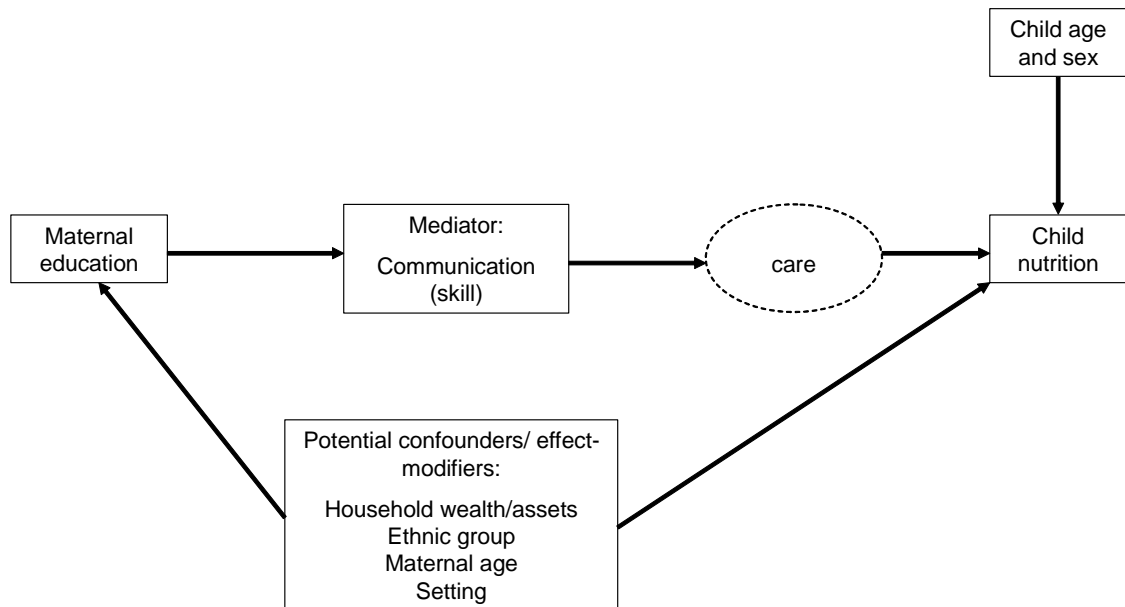 Child age
and sex
Maternal
education
Mediator:
Communication
(skill)
care
Child
nutrition
Potential confounders/ effect-
modifiers:
Household wealth/assets
Ethnic group
Maternal age
Setting